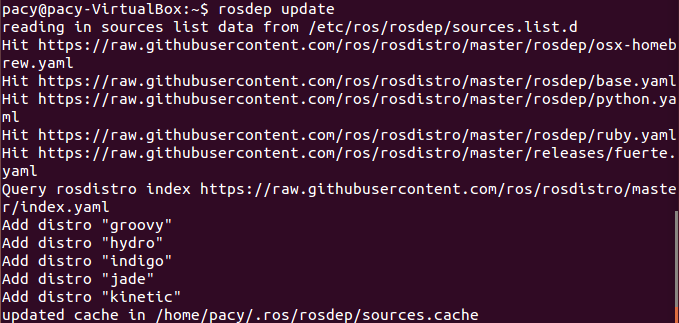 pacy@pacy-VirtualBox:~$ rosdep update
reading in sources list data from /etc/ros/rosdep/sources.list.d
Hit https://raw.githubusercontent.com/ros/rosdistro/master/rosdep/osx-homeb
rew.yaml
Hit https://raw.githubusercontent.com/ros/rosdistro/master/rosdep/base.yaml
Hit https://raw.githubusercontent.com/ros/rosdistro/master/rosdep/python.ya
ml
Hit https://raw.githubusercontent.com/ros/rosdistro/master/rosdep/ruby.yaml
Hit https://raw.githubusercontent.com/ros/rosdistro/master/releases/fuerte.
yaml
Query rosdistro index https://raw.githubusercontent.com/ros/rosdistro/maste
r/index.yaml
Add distro "groovy"
Add distro "hydro"
Add distro "indigo"
Add distro "jade"
Add distro "kinetic"
updated cache in /home/pacy/.ros/rosdep/sources.cache